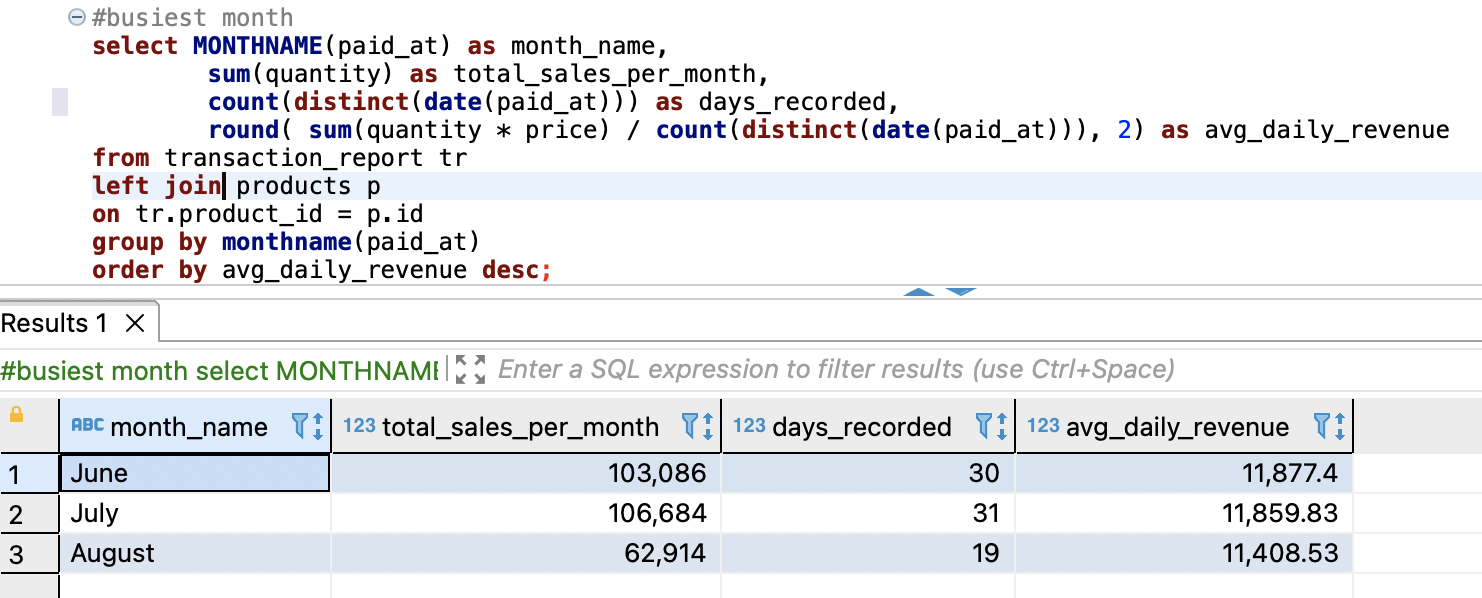 #busiest month
select MONTHNAME(paid_at) as month_name,
sum(quantity) as total_sales_per_month,
count(distinct(date(paid_at))) as days_recorded,
round( sum(quantity * price) / count(distinct(date(paid_at))), 2) as avg_daily_revenue
from transaction_report tr
left join products p
on tr.product_id = p.id
group by monthname(paid_at)
order by avg_daily_revenue desc;
Results 1
#busiest month select MONTHNAME Enter a SQL expression to filter results (use Ctrl+Space)
ABC month_name 123 total_sales_per_month 123 days_recorded 123 avg_daily_revenue
1 June 103,086 30 11,877.4
2 July 106,684 31 11,859.83
3 August 62,914 19 11,408.53